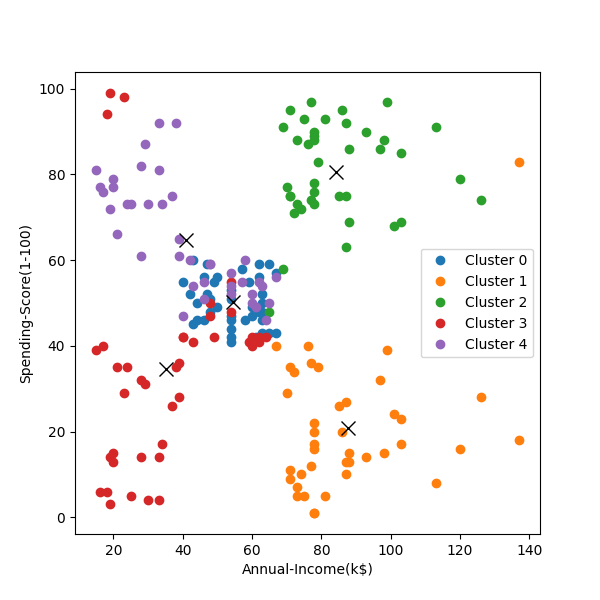 100
80
60
40
20
0
Spending-Score(1-100)
20 40 60 80 100 120 140
Annual-Income(k$)
Cluster 0
Cluster 1
Cluster 2
Cluster 3
Cluster 4